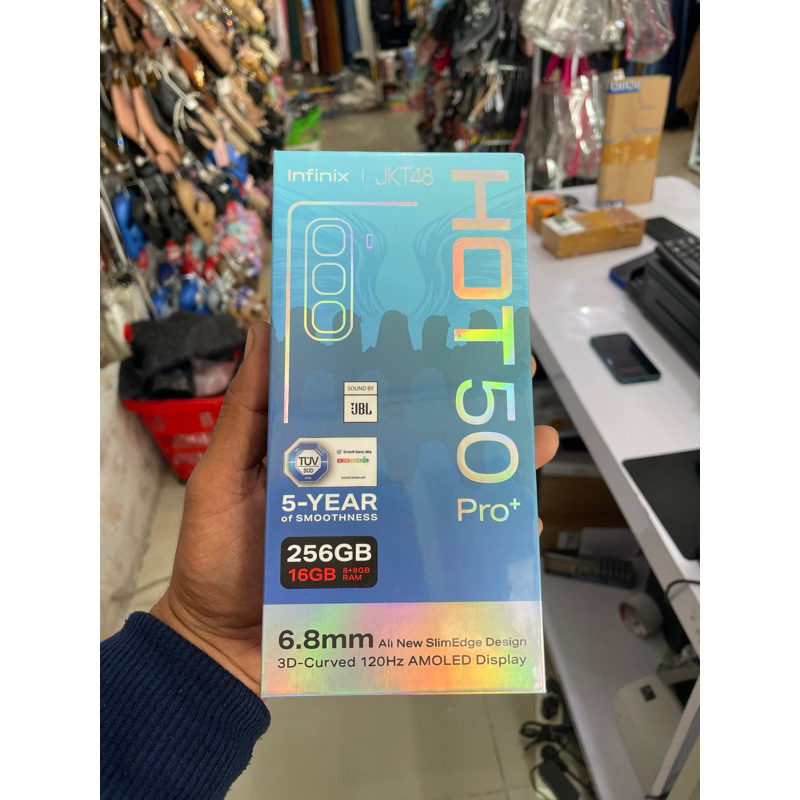 Infinix | JKT48
HOT 50
Pro+
SOUND BY
JBL
TÜV
SÜD
5-YEAR
of SMOOTHNESS
256GB
16GB 8+8GB
RAM
6.8mm All New SlimEdge Design
3D-Curved 120Hz AMOLED Display